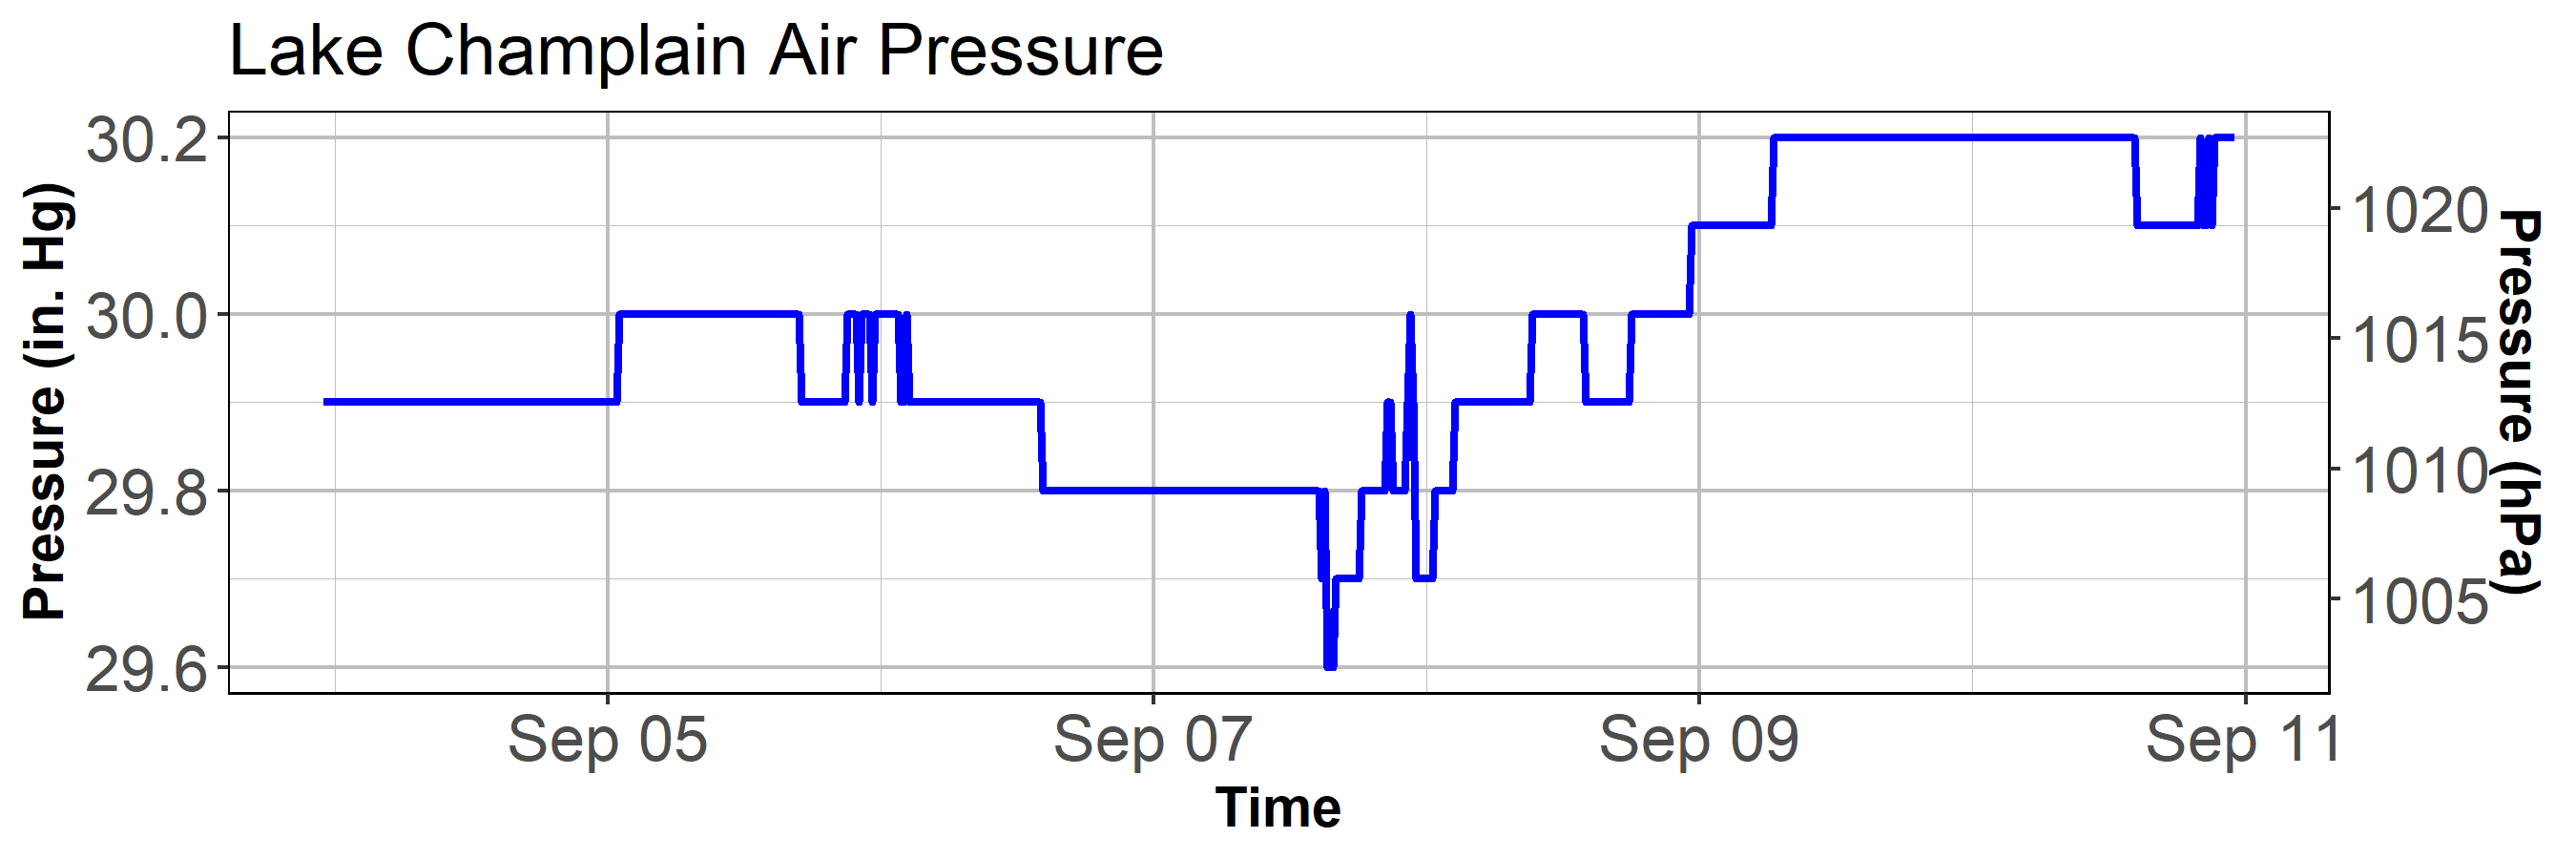 Lake Champlain Air Pressure
30.2
30.0
29.8
29.6
Pressure (in. Hg)
1020
1015
1010
1005
Pressure (hPa)
Sep 05 Sep 07 Sep 09 Sep 11
Time